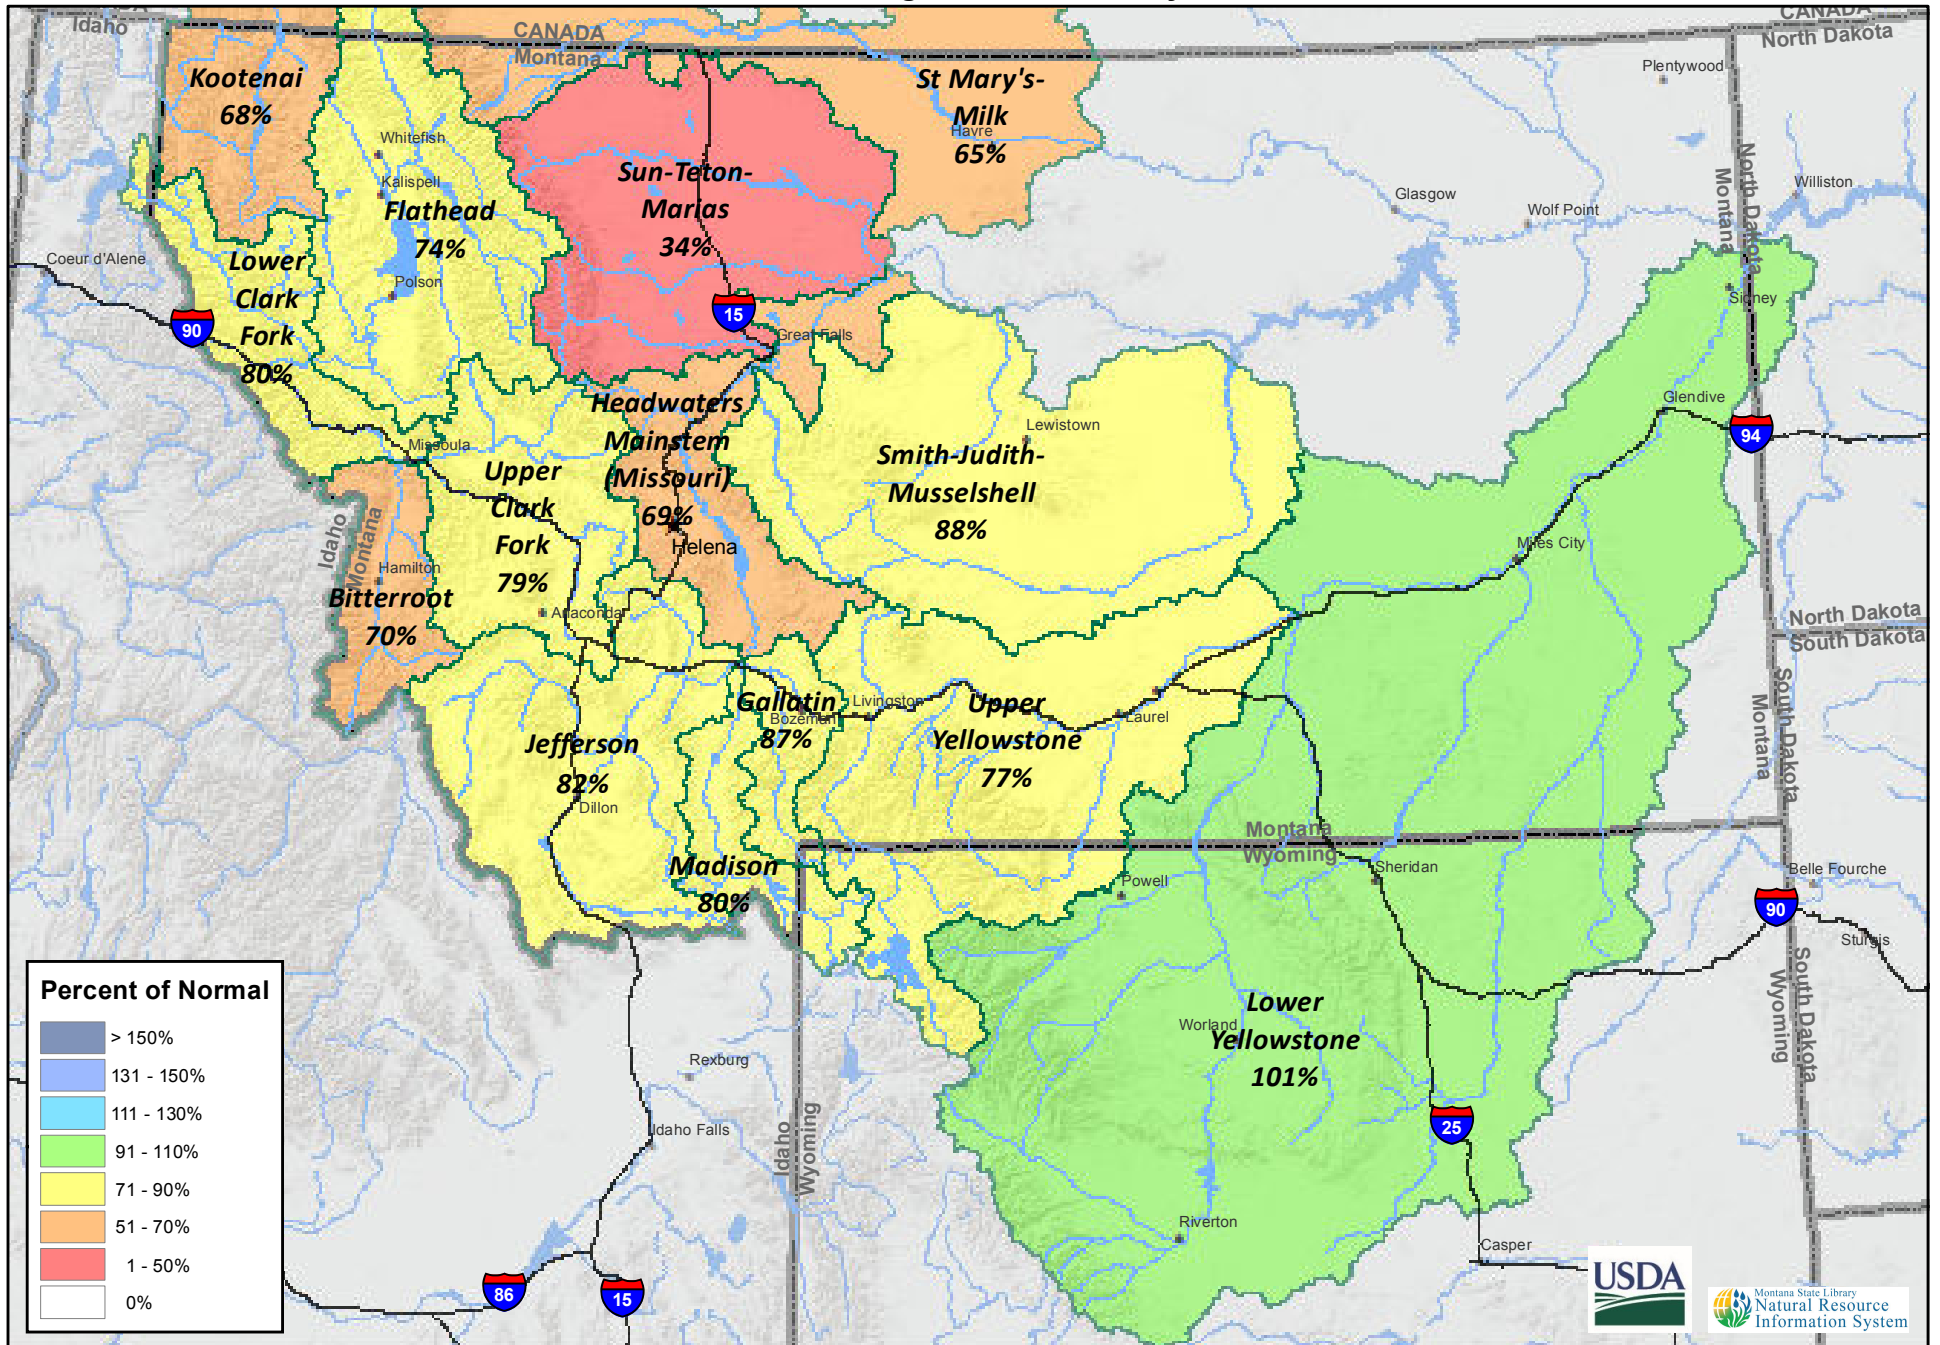 CANADA
Idaho
CANADA
Montana
CANADA
North Dakota
Kootenai
68%
St Mary's-
Milk
Havre
65%
Plentywood
Whitefish
Kalispell
Flathead
74%
Polson
Sun-Teton-
Marias
34%
North Dakota
Montana
Williston
Glasgow
Wolf Point
Sidney
Coeur d'Alene
Lower
Clark
Fork
80%
90
15
Great Falls
Glendive
94
Headwaters
Mainstem
(Missouri)
69%
Helena
Lewistown
Smith-Judith-
Musselshell
88%
Missoula
Upper
Clark
Fork
79%
Idaho
Montana
Hamilton
Bitterroot
70%
Anaconda
Miles City
North Dakota
South Dakota
South Dakota
Montana
Gallatin
Bozeman
87%
Livingston
Upper
Yellowstone
77%
Laurel
Jefferson
82%
Dillon
Madison
80%
Montana
Wyoming
Powell
Sheridan
Belle Fourche
90
Sturgis
South Dakota
Wyoming
Lower
Yellowstone
101%
Worland
Rexburg
Idaho Falls
Idaho
Wyoming
25
Riverton
Casper
86
15
Percent of Normal
> 150%
131 - 150%
111 - 130%
91 - 110%
71 - 90%
51 - 70%
1 - 50%
0%
USDA
Montana State Library
Natural Resource
Information System